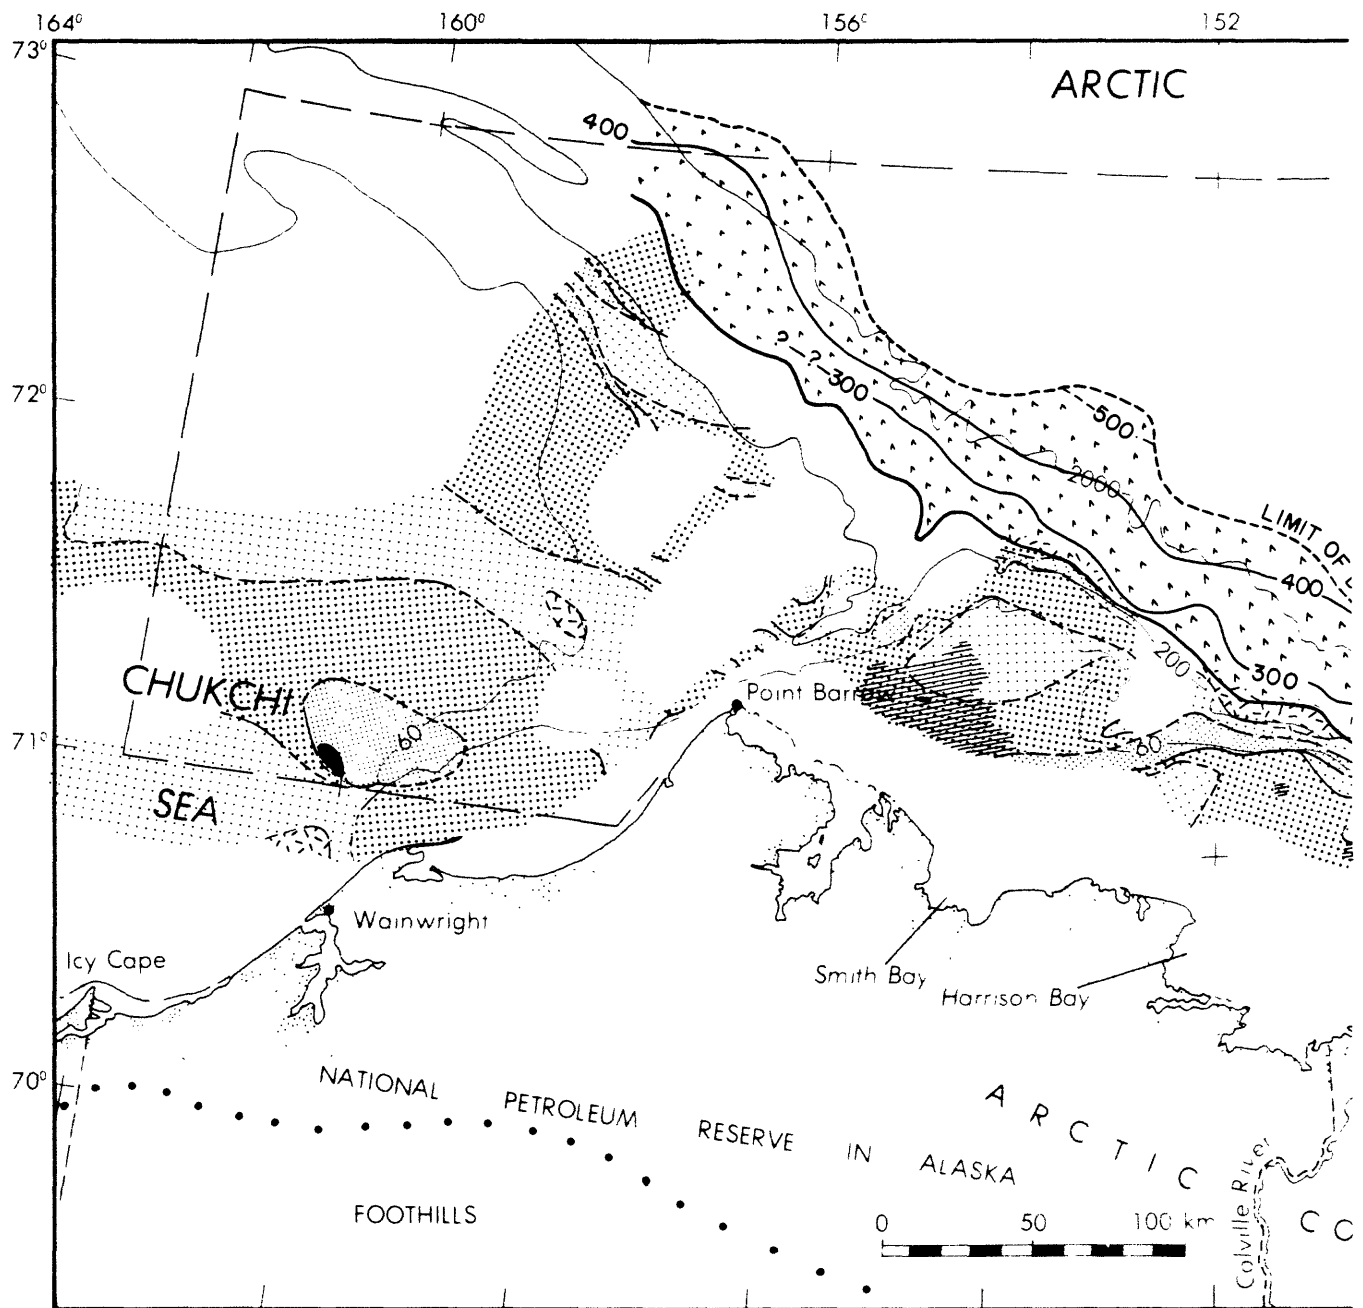 164° 160° 156° 152
73°
ARCTIC
400
72°
? ? 300
500
2000
LIMIT OF
400
200
300
CHUKCHI
Point Barrow
71°
60
60
SEA
Wainwright
Icy Cape
Smith Bay
Harrison Bay
70°
NATIONAL PETROLEUM RESERVE IN ALASKA
ARCTIC
FOOTHILLS
0 50 100 km
Colville River
CO